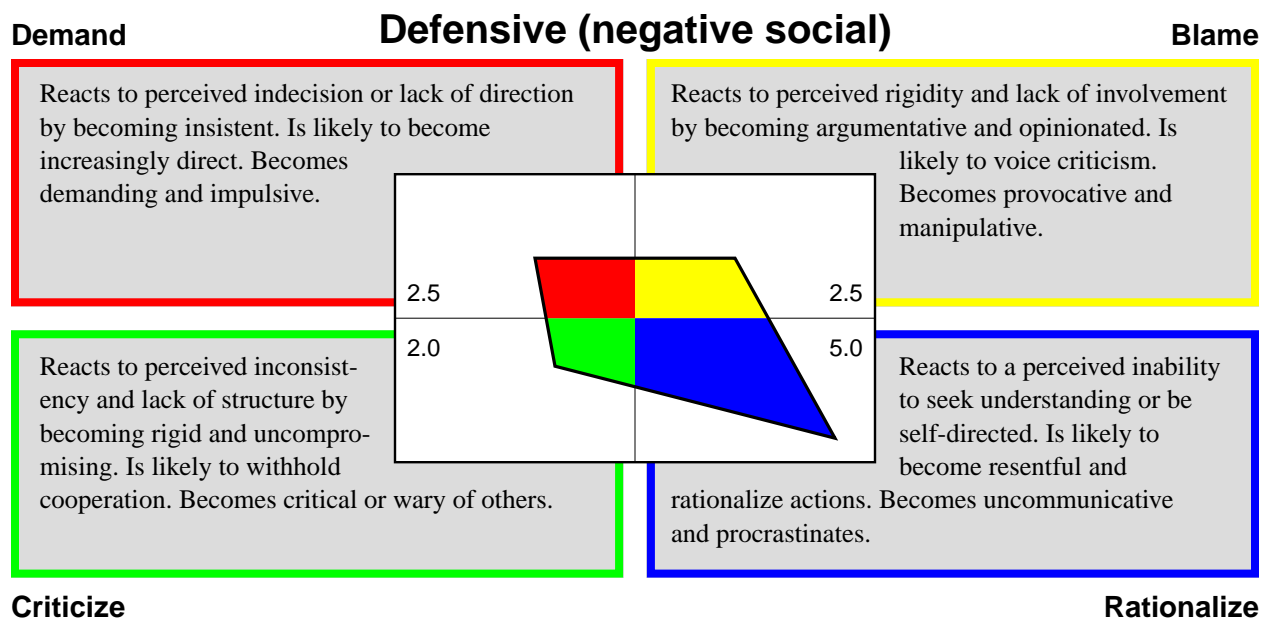 Defensive (negative social)
Demand
Blame
Reacts to perceived indecision or lack of direction
by becoming insistent. Is likely to become
increasingly direct. Becomes
demanding and impulsive.
Reacts to perceived rigidity and lack of involvement
by becoming argumentative and opinionated. Is
likely to voice criticism.
Becomes provocative and
manipulative.
2.5
2.5
2.0
5.0
Reacts to perceived inconsist-
ency and lack of structure by
becoming rigid and uncompro-
mising. Is likely to withhold
cooperation. Becomes critical or wary of others.
Reacts to a perceived inability
to seek understanding or be
self-directed. Is likely to
become resentful and
rationalize actions. Becomes uncommunicative
and procrastinates.
Criticize
Rationalize